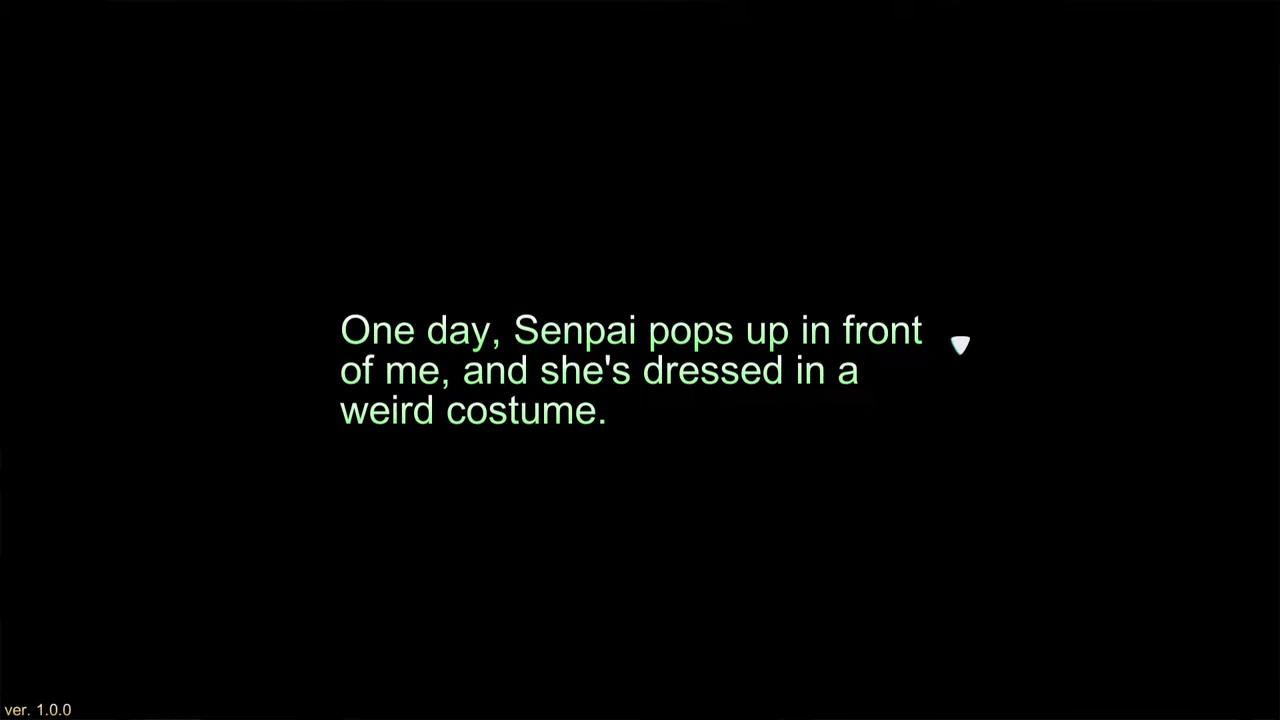 One day, Senpai pops up in front
of me, and she's dressed in a
weird costume.
ver. 1.0.0